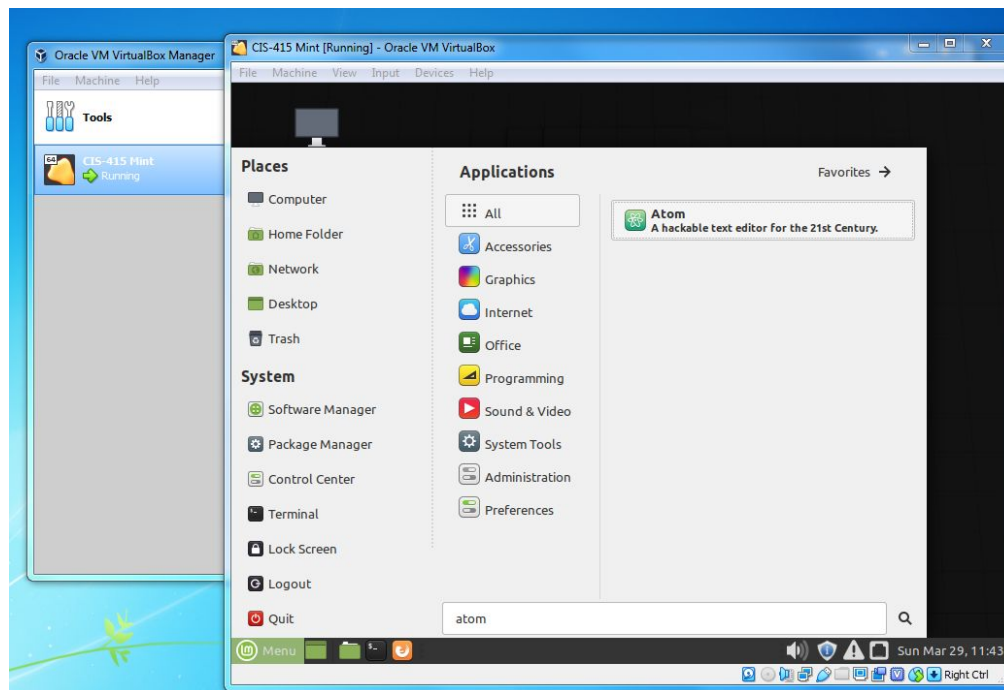 Oracle VM VirtualBox Manager
File Machine Help
Tools
64
CIS-415 Mint
Running
CIS-415 Mint [Running] - Oracle VM VirtualBox
File Machine View Input Devices Help
Places
Computer
Home Folder
Network
Desktop
Trash
System
Software Manager
Package Manager
Control Center
Terminal
Lock Screen
Logout
Quit
Applications
Favorites
All
Accessories
Graphics
Internet
Office
Programming
Sound & Video
System Tools
Administration
Preferences
Atom
A hackable text editor for the 21st Century.
atom
Menu
Sun Mar 29, 11:43
Right Ctrl